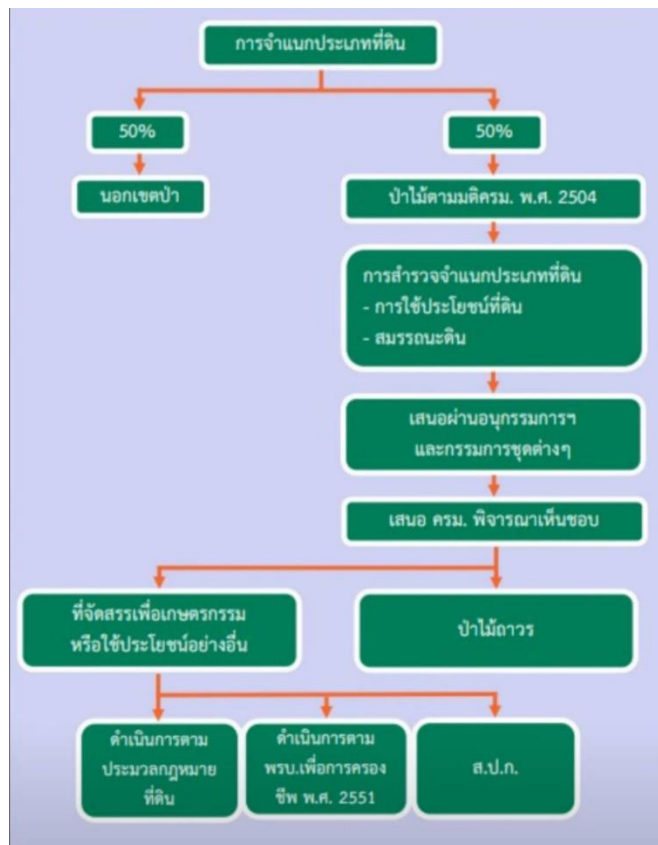 การจำแนกประเภทที่ดิน
50%
50%
นอกเขตป่า
ป่าไม้ตามมติครม. พ.ศ. 2504
การสำรวจจำแนกประเภทที่ดิน
- การใช้ประโยชน์ที่ดิน
- สมรรถนะดิน
เสนอผ่านอนุกรรมการฯ
และกรรมการชุดต่างๆ
เสนอ ครม. พิจารณาเห็นชอบ
ที่จัดสรรเพื่อเกษตรกรรม
หรือใช้ประโยชน์อย่างอื่น
ป่าไม้ถาวร
ดำเนินการตาม
ประมวลกฎหมาย
ที่ดิน
ดำเนินการตาม
พรบ.เพื่อการครอง
ชีพ พ.ศ. 2551
ส.ป.ก.